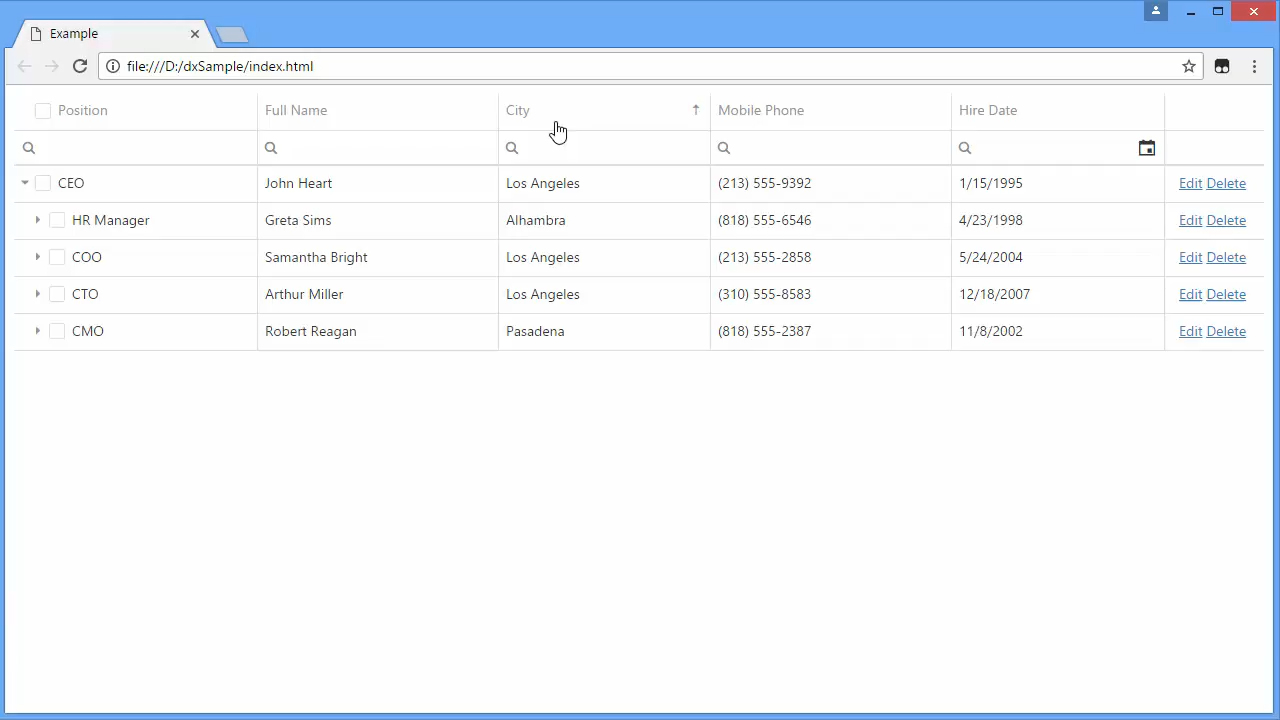 Example
file:///D:/dxSample/index.html
Position Full Name City Mobile Phone Hire Date
CEO John Heart Los Angeles (213) 555-9392 1/15/1995 Edit Delete
HR Manager Greta Sims Alhambra (818) 555-6546 4/23/1998 Edit Delete
COO Samantha Bright Los Angeles (213) 555-2858 5/24/2004 Edit Delete
CTO Arthur Miller Los Angeles (310) 555-8583 12/18/2007 Edit Delete
CMO Robert Reagan Pasadena (818) 555-2387 11/8/2002 Edit Delete